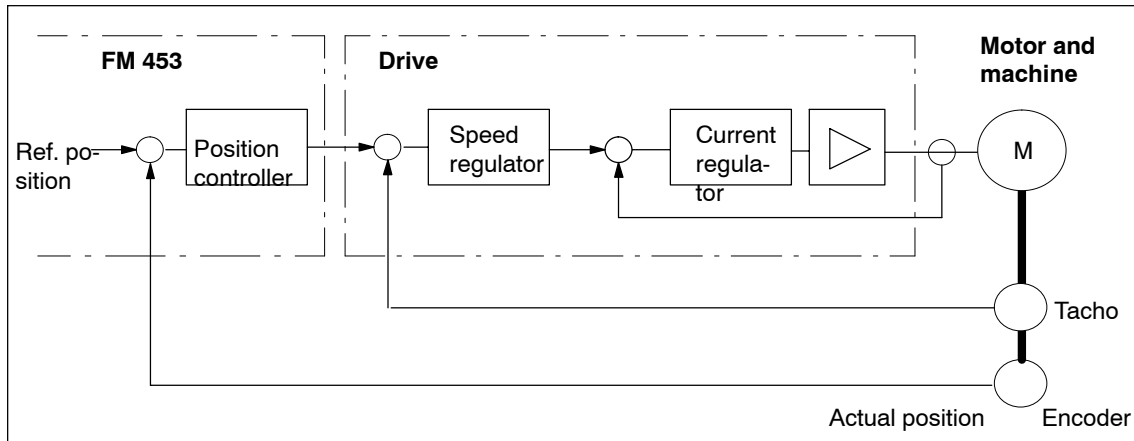 FM 453
Drive
Motor and
machine
Ref. po-
sition
Position
controller
Speed
regulator
Current
regula-
tor
M
Tacho
Actual position
Encoder